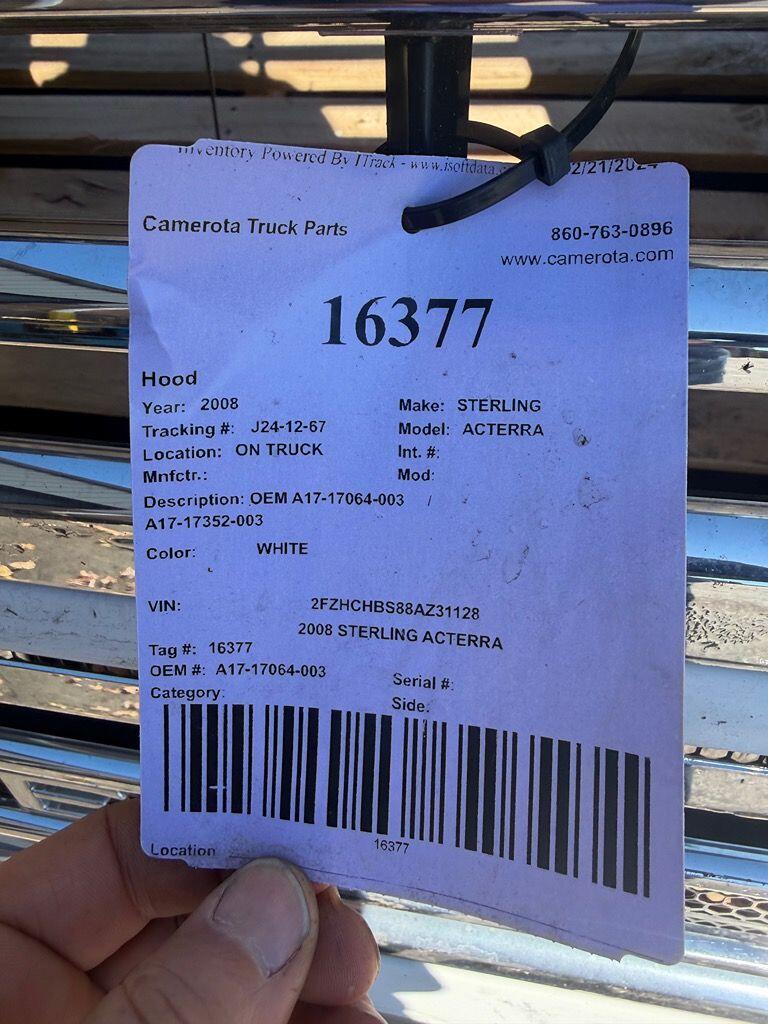 Inventory Powered By ITrack - www.isoftdata.c
2/21/2024
Camerota Truck Parts
860-763-0896
www.camerota.com
16377
Hood
Year: 2008 Make: STERLING
Tracking #: J24-12-67 Model: ACTERRA
Location: ON TRUCK Int. #:
Mnfctr.: Mod:
Description: OEM A17-17064-003 /
A17-17352-003
Color: WHITE
VIN: 2FZHCHBS88AZ31128
2008 STERLING ACTERRA
Tag #: 16377
OEM #: A17-17064-003 Serial #:
Category: Side:
16377
Location